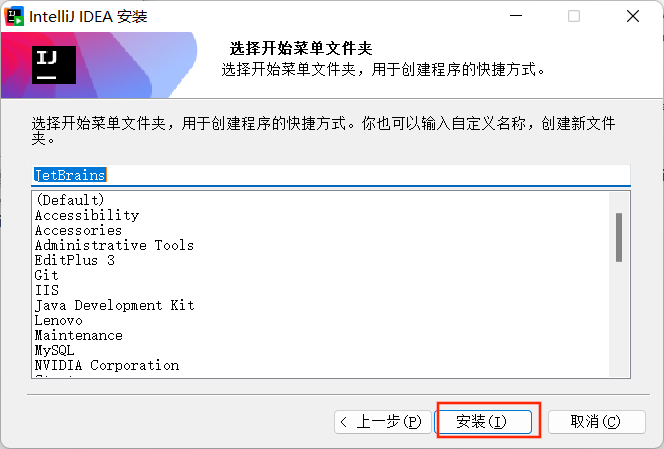 IntelliJ IDEA 安装
IJ
选择开始菜单文件夹
选择开始菜单文件夹，用于创建程序的快捷方式。
选择开始菜单文件夹，用于创建程序的快捷方式。你也可以输入自定义名称，创建新文件
夹。
JetBrains
(Default)
Accessibility
Accessories
Administrative Tools
EditPlus 3
Git
IIS
Java Development Kit
Lenovo
Maintenance
MySQL
NVIDIA Corporation
< 上一步(P)
安装(I)
取消(C)